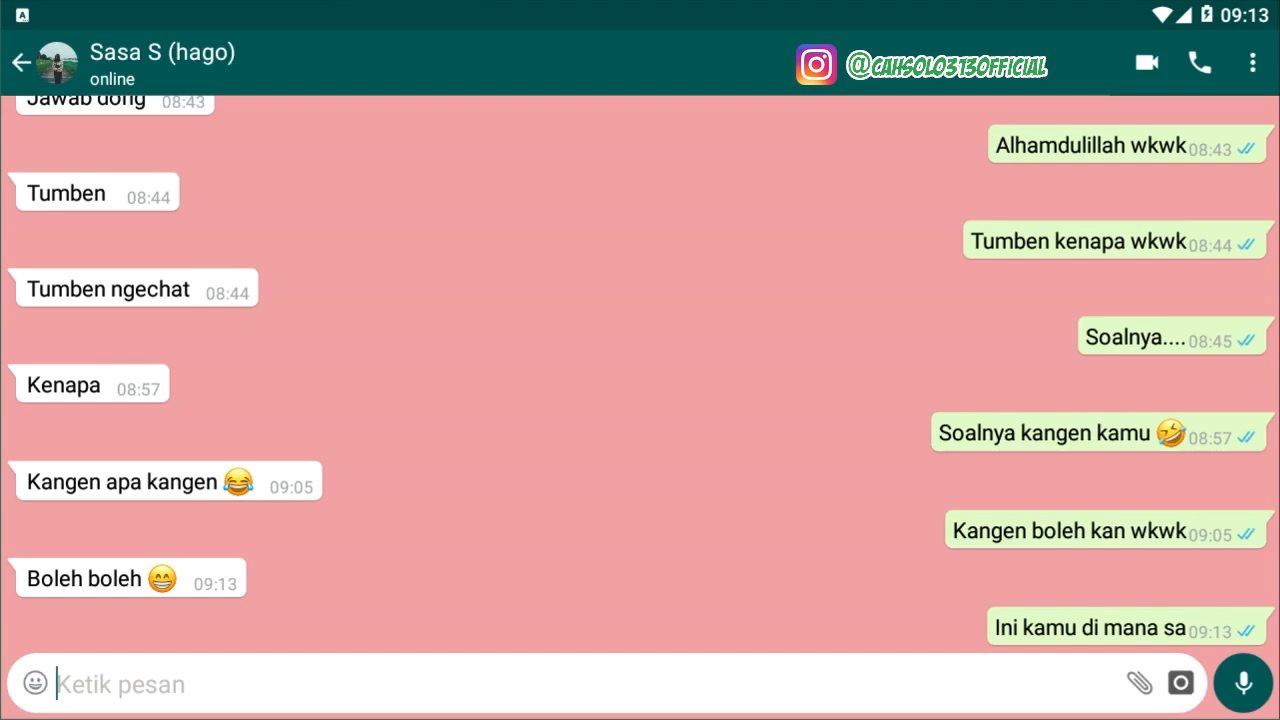 A
09:13
Sasa S (hago)
online
@CAHSOLO313OFFICIAL
Jawab dong 08:43
Alhamdulillah wkwk 08:43
Tumben 08:44
Tumben kenapa wkwk 08:44
Tumben ngechat 08:44
Soalnya.... 08:45
Kenapa 08:57
Soalnya kangen kamu 🤣 08:57
Kangen apa kangen 😂 09:05
Kangen boleh kan wkwk 09:05
Boleh boleh 😁 09:13
Ini kamu di mana sa 09:13
Ketik pesan